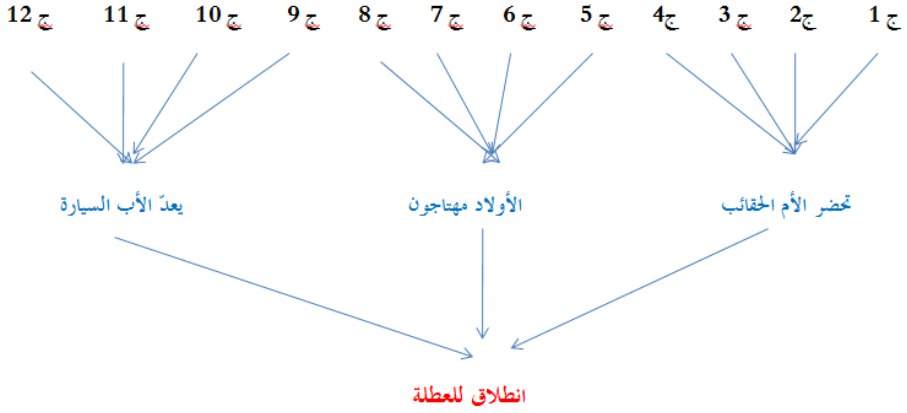 ج 1 ج2 ج 3 ج4 ج 5 ج 6 ج 7 ج 8 ج 9 ج 10 ج 11 ج 12
تحضر الأم الحقائب الأولاد مهتاجون يعدّ الأب السيارة
انطلاق للعطلة